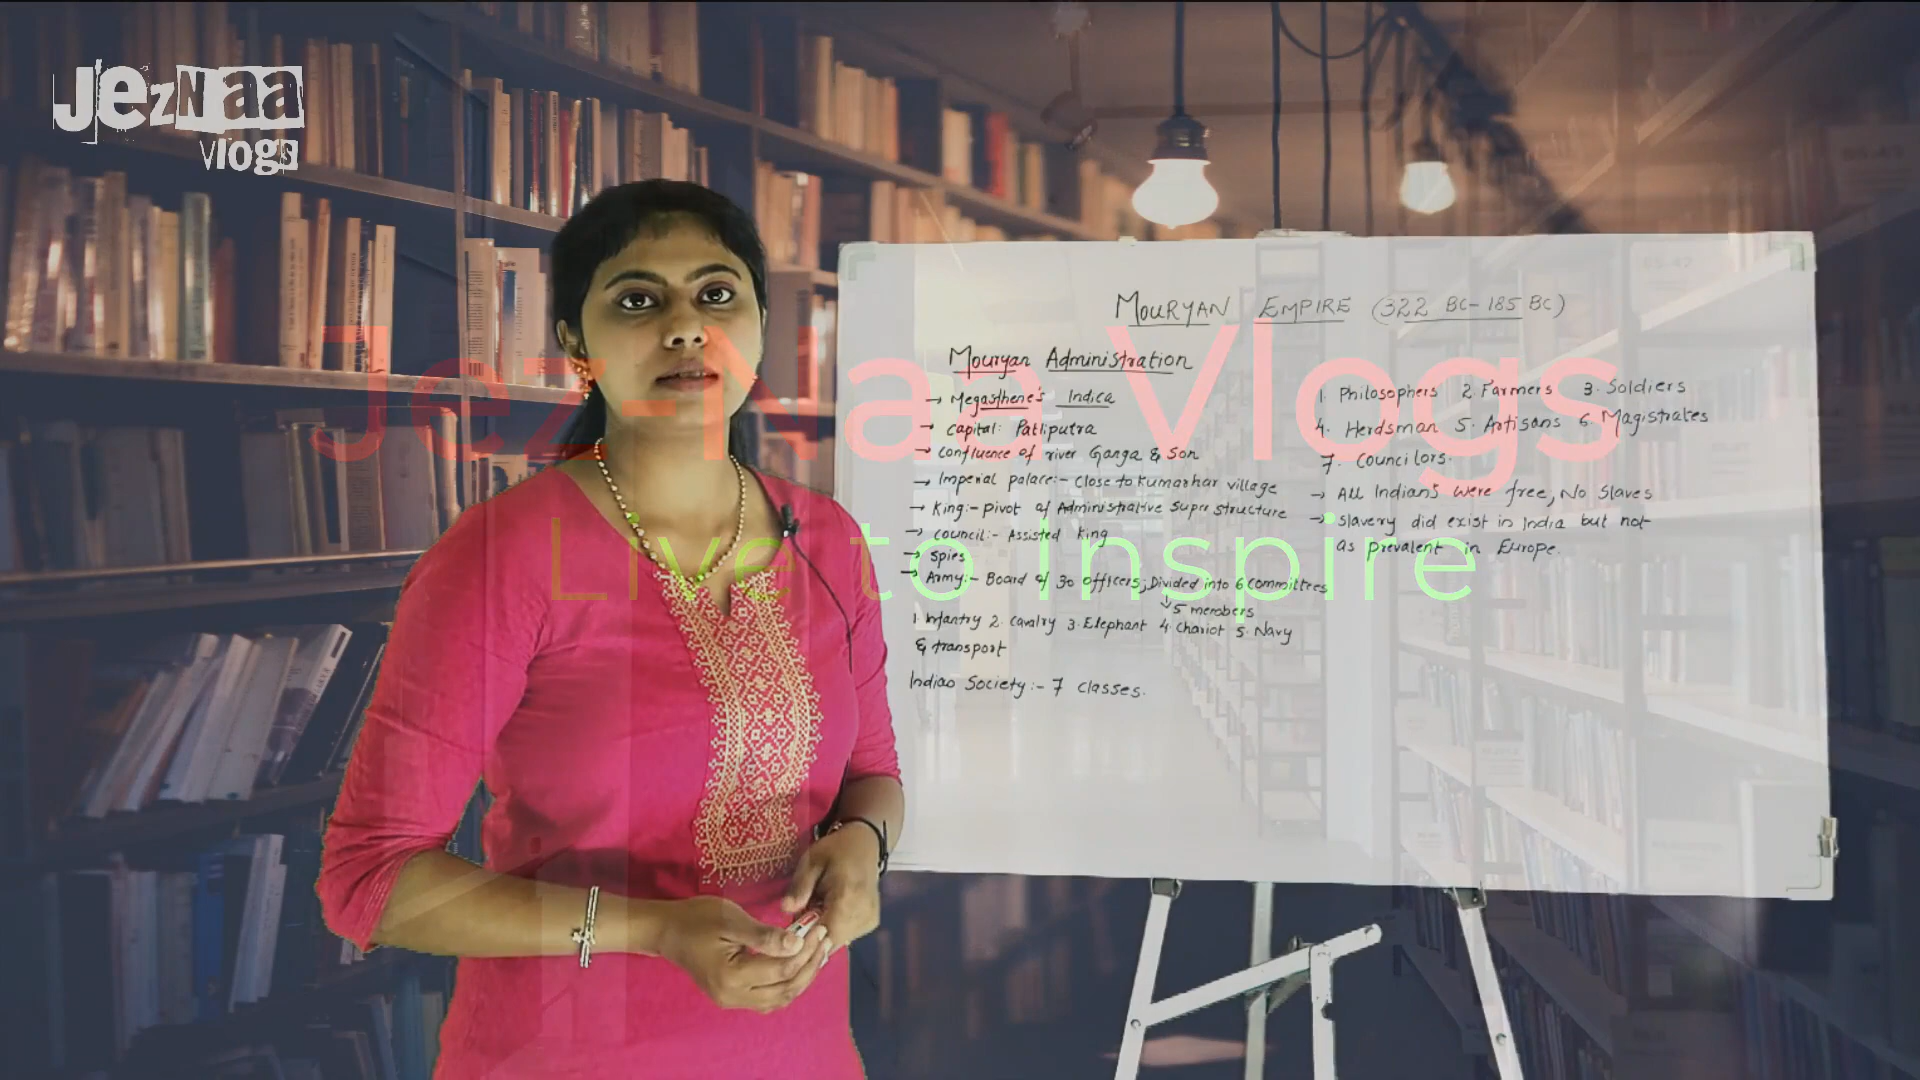 JezNaa
vlogs
Jez-Naa Vlogs
Live to Inspire
MOURYAN EMPIRE (322 BC-185 BC)
Mouryan Administration
→ Megasthene's Indica
→ capital: Patliputra
→ confluence of river Ganga & Son
→ Imperial palace:- close to Kumarhar village
→ King:- pivot of Administrative Super structure
→ council:- Assisted King
→ Spies
→ Army:- Board of 30 officers; Divided into 6 committees
↳ 5 members
1. Infantry 2. Cavalry 3. Elephant 4. Chariot 5. Navy
& transport
Indian Society:- 7 classes.
1. Philosophers 2. Farmers 3. Soldiers
4. Herdsman 5. Artisans 6. Magistrates
7. Councilors.
→ All Indians were free, No Slaves
→ Slavery did exist in India but not
as prevalent in Europe.